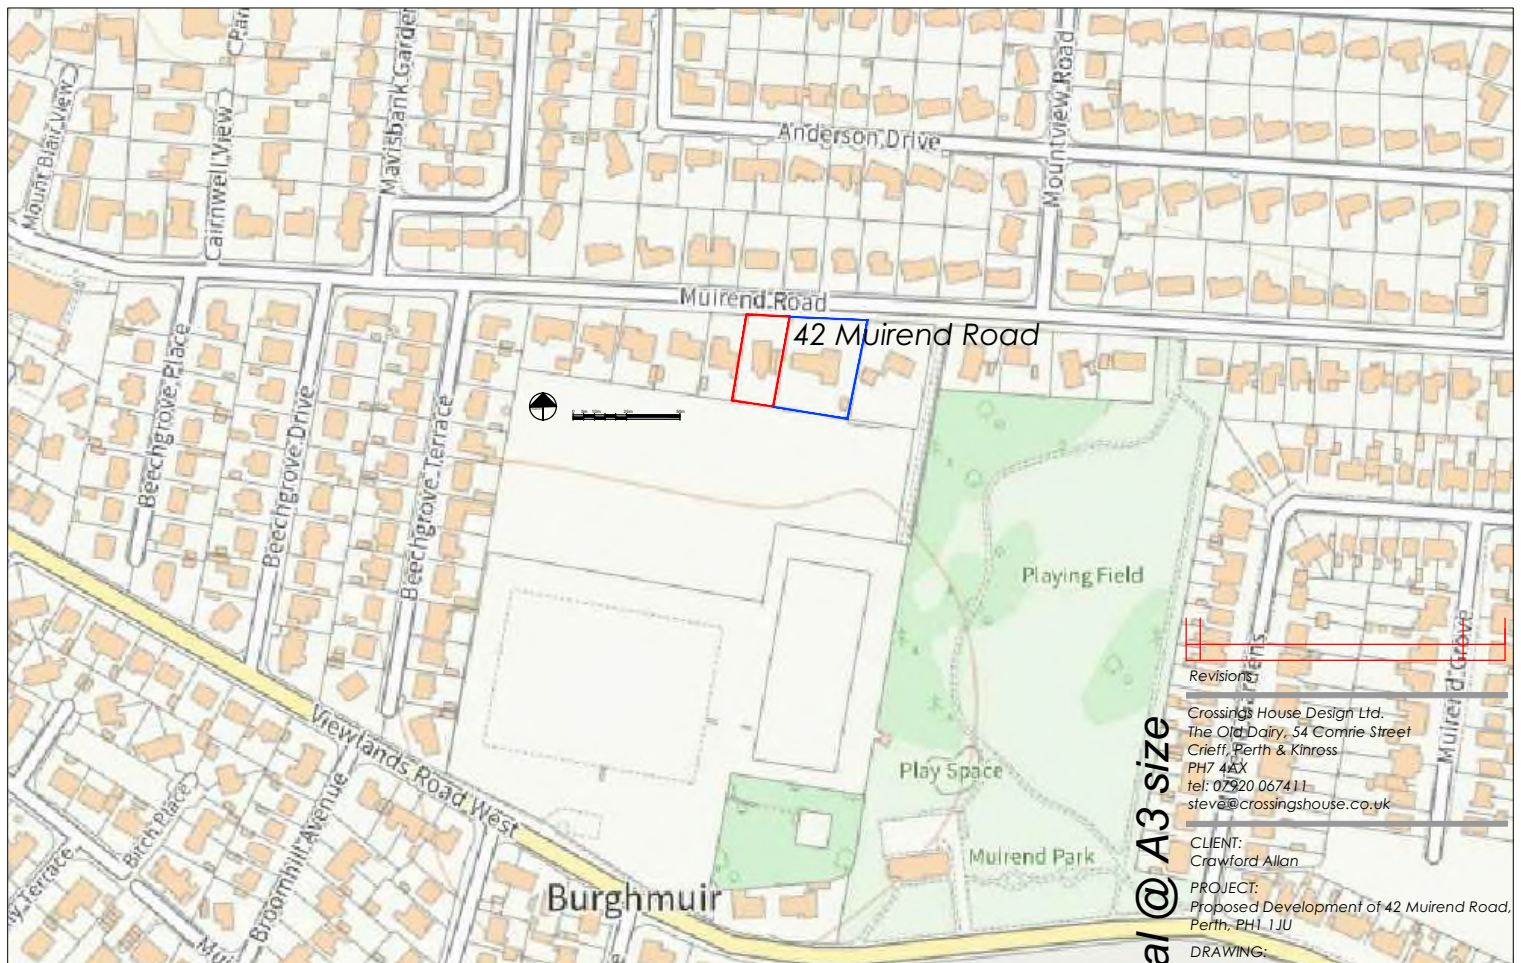 Mount Blair View
Cairnwell View
Mavisbank Garden
Anderson Drive
Mountview Road
Muirend Road
42 Muirend Road
Beechgrove Place
Beechgrove Drive
Beechgrove Terrace
Playing Field
Play Space
Muirend Park
Viewlands Road West
Birch Place
Broomhill Avenue
Terrace
Burghmuir
Muirend Grove
al @ A3 size
Revisions
Crossings House Design Ltd.
The Old Dairy, 54 Comrie Street
Crieff, Perth & Kinross
PH7 4AX
tel: 07920 067411
steve@crossingshouse.co.uk
CLIENT:
Crawford Allan
PROJECT:
Proposed Development of 42 Muirend Road,
Perth, PH1 1JU
DRAWING: